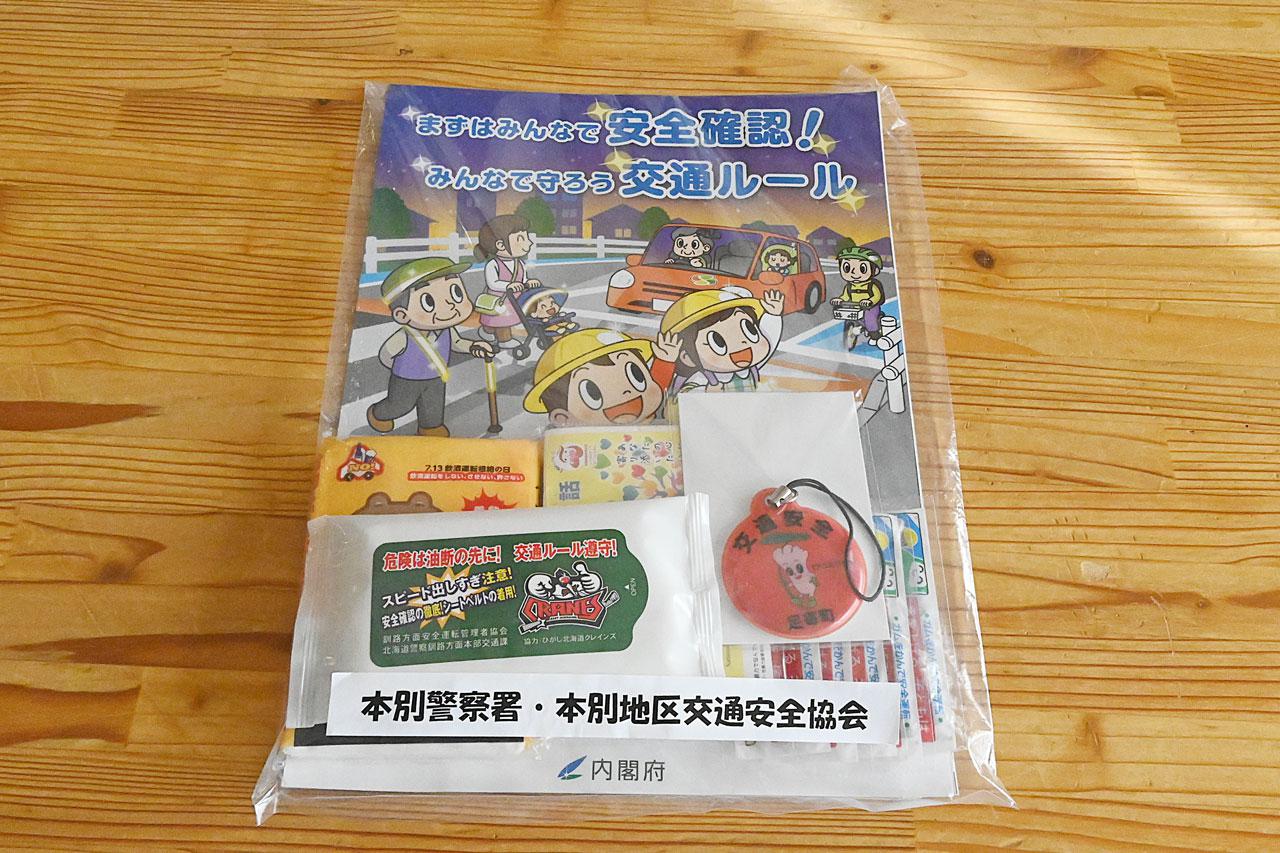 まずはみんなで 安全確認!
みんなで守ろう 交通ルール
NO!
7.13 飲酒運転根絶の日
飲酒運転をしない、させない、許さない
交通安全
足寄町
危険は油断の先に! 交通ルール遵守!
スピード出しすぎ注意!
安全確認の徹底!シートベルトの着用!
CRANES
OPEN
釧路方面安全運転管理者協会
北海道警察釧路方面本部交通課
協力:ひがし北海道クレインズ
本別警察署・本別地区交通安全協会
内閣府